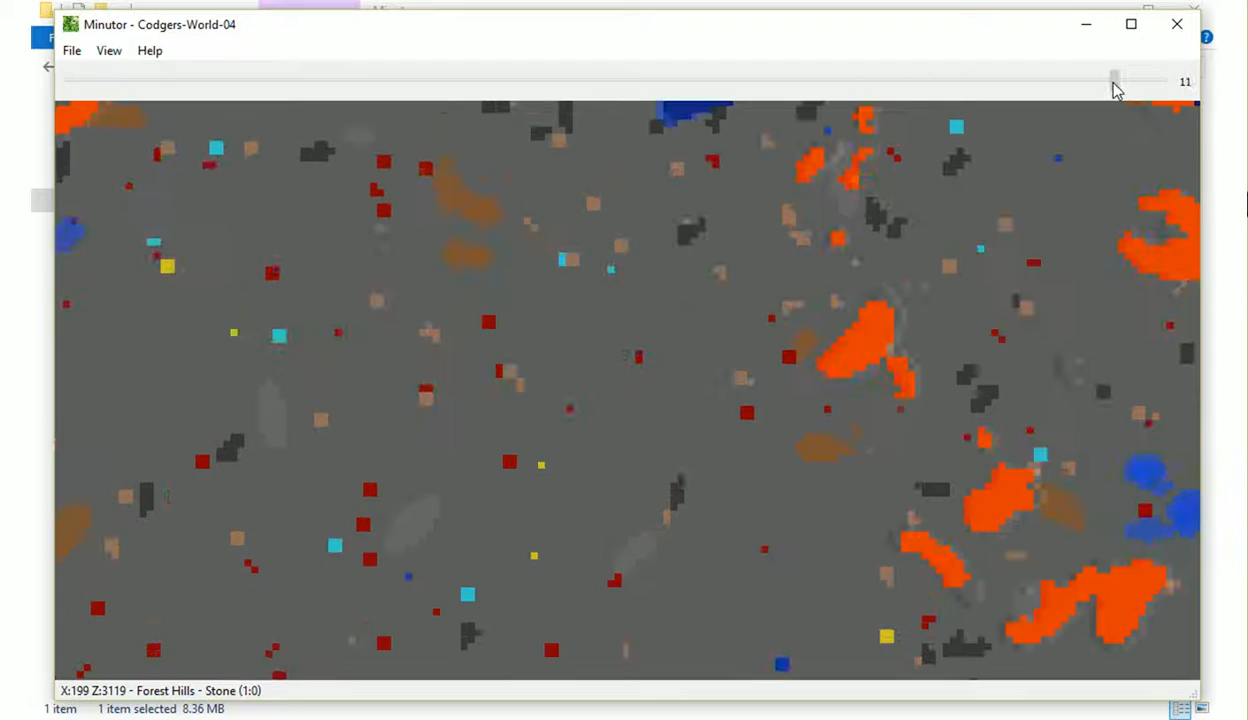 Minutor - Codgers-World-04
File View Help
11
X:199 Z:3119 - Forest Hills - Stone (1:0)
1 item 1 item selected 8.36 MB